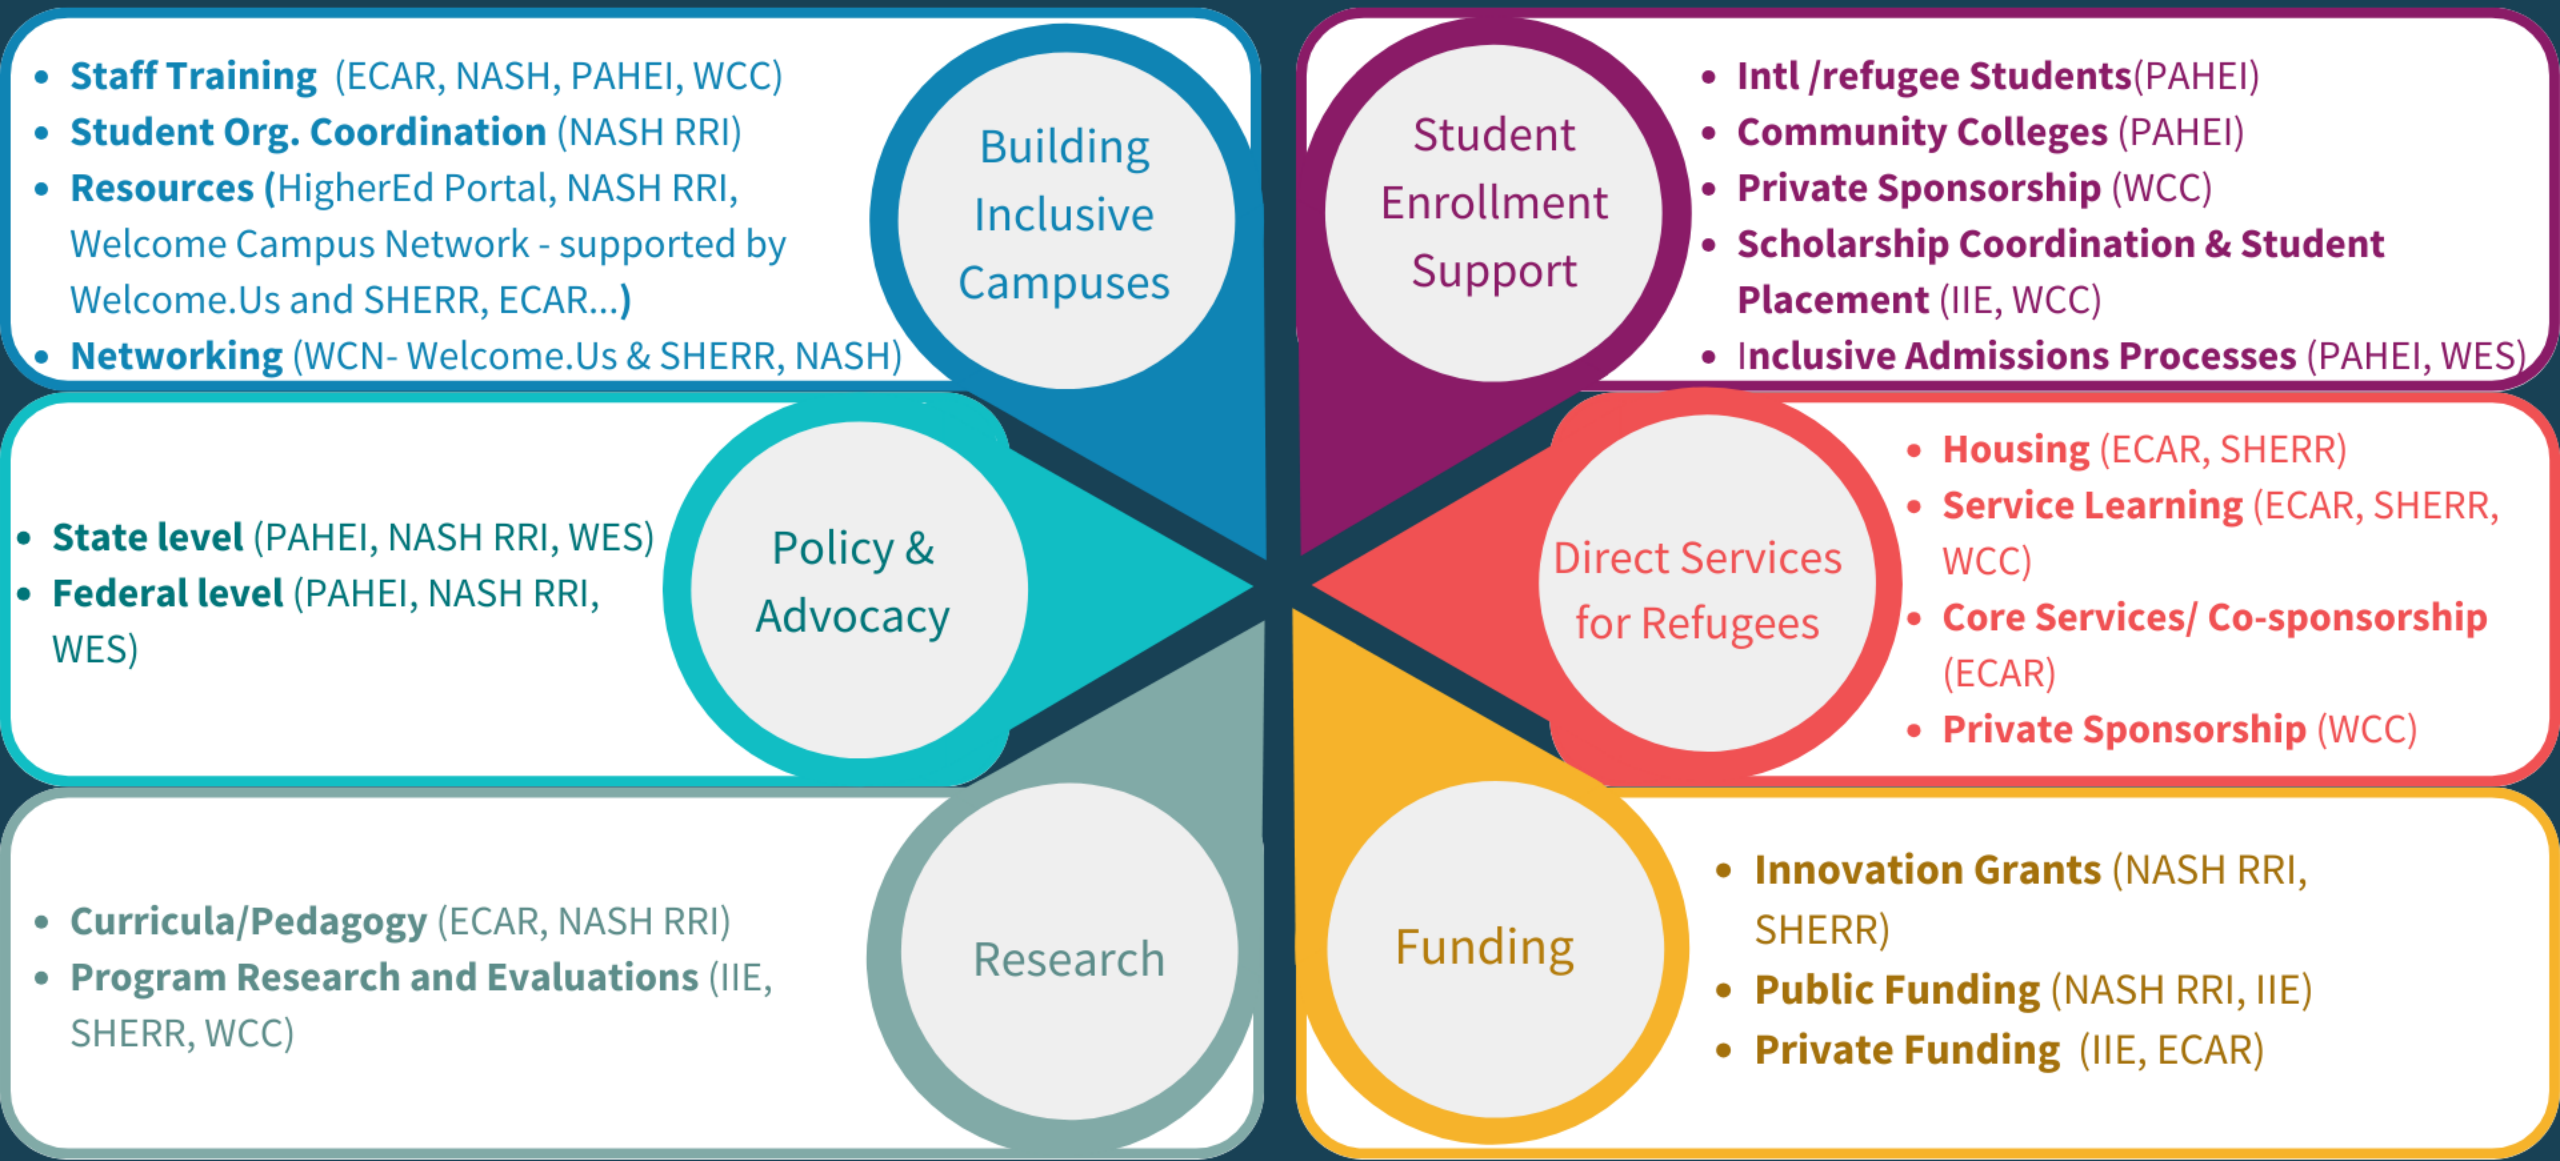 • Staff Training  (ECAR, NASH, PAHEI, WCC)
• Student Org. Coordination (NASH RRI)
• Resources (HigherEd Portal, NASH RRI,
Welcome Campus Network - supported by
Welcome.Us and SHERR, ECAR...)
• Networking (WCN- Welcome.Us & SHERR, NASH)
Building
Inclusive
Campuses
Student
Enrollment
Support
• Intl /refugee Students(PAHEI)
• Community Colleges (PAHEI)
• Private Sponsorship (WCC)
• Scholarship Coordination & Student
Placement (IIE, WCC)
• Inclusive Admissions Processes (PAHEI, WES)
• State level (PAHEI, NASH RRI, WES)
• Federal level (PAHEI, NASH RRI,
WES)
Policy &
Advocacy
Direct Services
for Refugees
• Housing (ECAR, SHERR)
• Service Learning (ECAR, SHERR,
WCC)
• Core Services/ Co-sponsorship
(ECAR)
• Private Sponsorship (WCC)
• Curricula/Pedagogy (ECAR, NASH RRI)
• Program Research and Evaluations (IIE,
SHERR, WCC)
Research
Funding
• Innovation Grants (NASH RRI,
SHERR)
• Public Funding (NASH RRI, IIE)
• Private Funding  (IIE, ECAR)